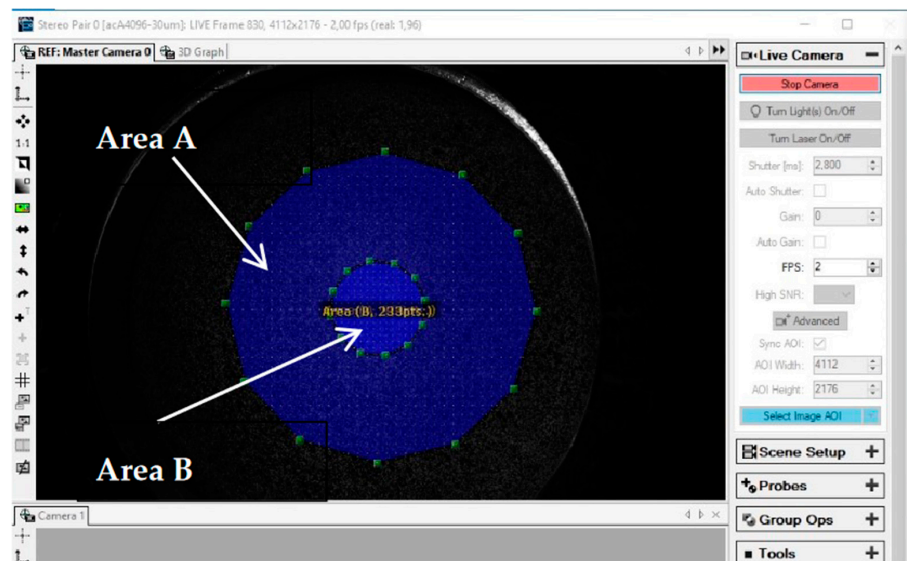 Stereo Pair 0 [acA4096-30um]: LIVE Frame 830, 4112x2176 - 2,00 fps (real: 1,96)
REF: Master Camera 0
3D Graph
Live Camera
Stop Camera
Turn Light(s) On/Off
Turn Laser On/Off
Shutter [ms]: 2,800
Auto Shutter:
Gain: 0
Auto Gain:
FPS: 2
High SNR:
Advanced
Sync AOI:
AOI Width: 4112
AOI Height: 2176
Select Image AOI
Scene Setup
Probes
Group Ops
Tools
1:1
Area A
Area B
Camera 1